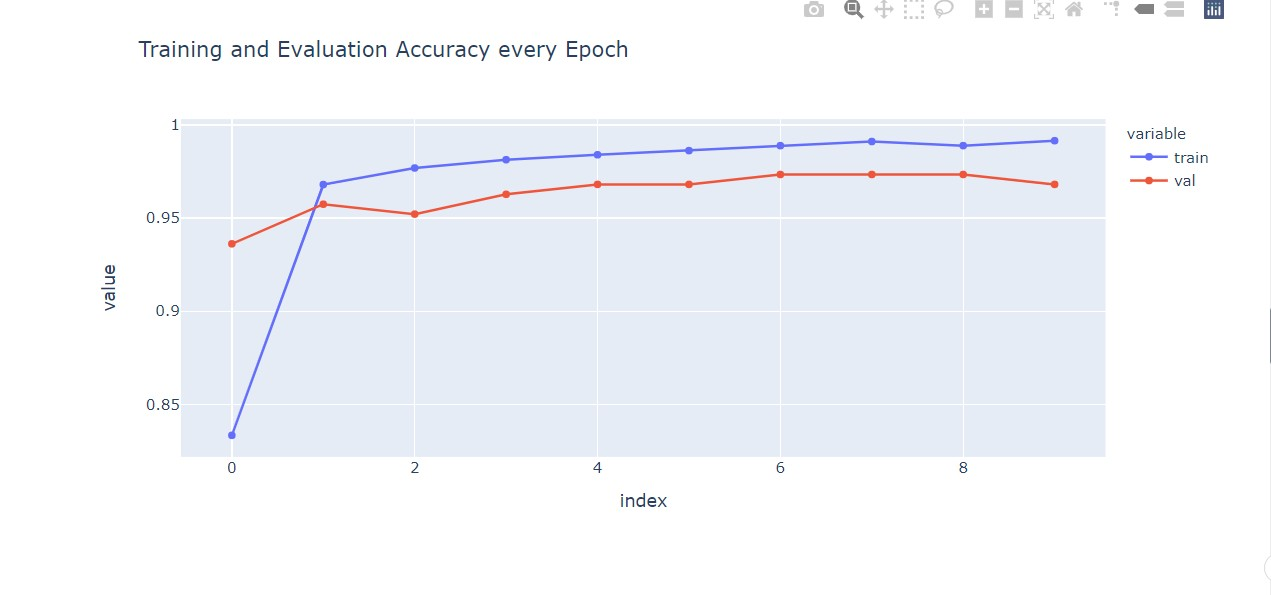 Training and Evaluation Accuracy every Epoch
1
0.95
0.9
0.85
value
0
2
4
6
8
index
variable
train
val